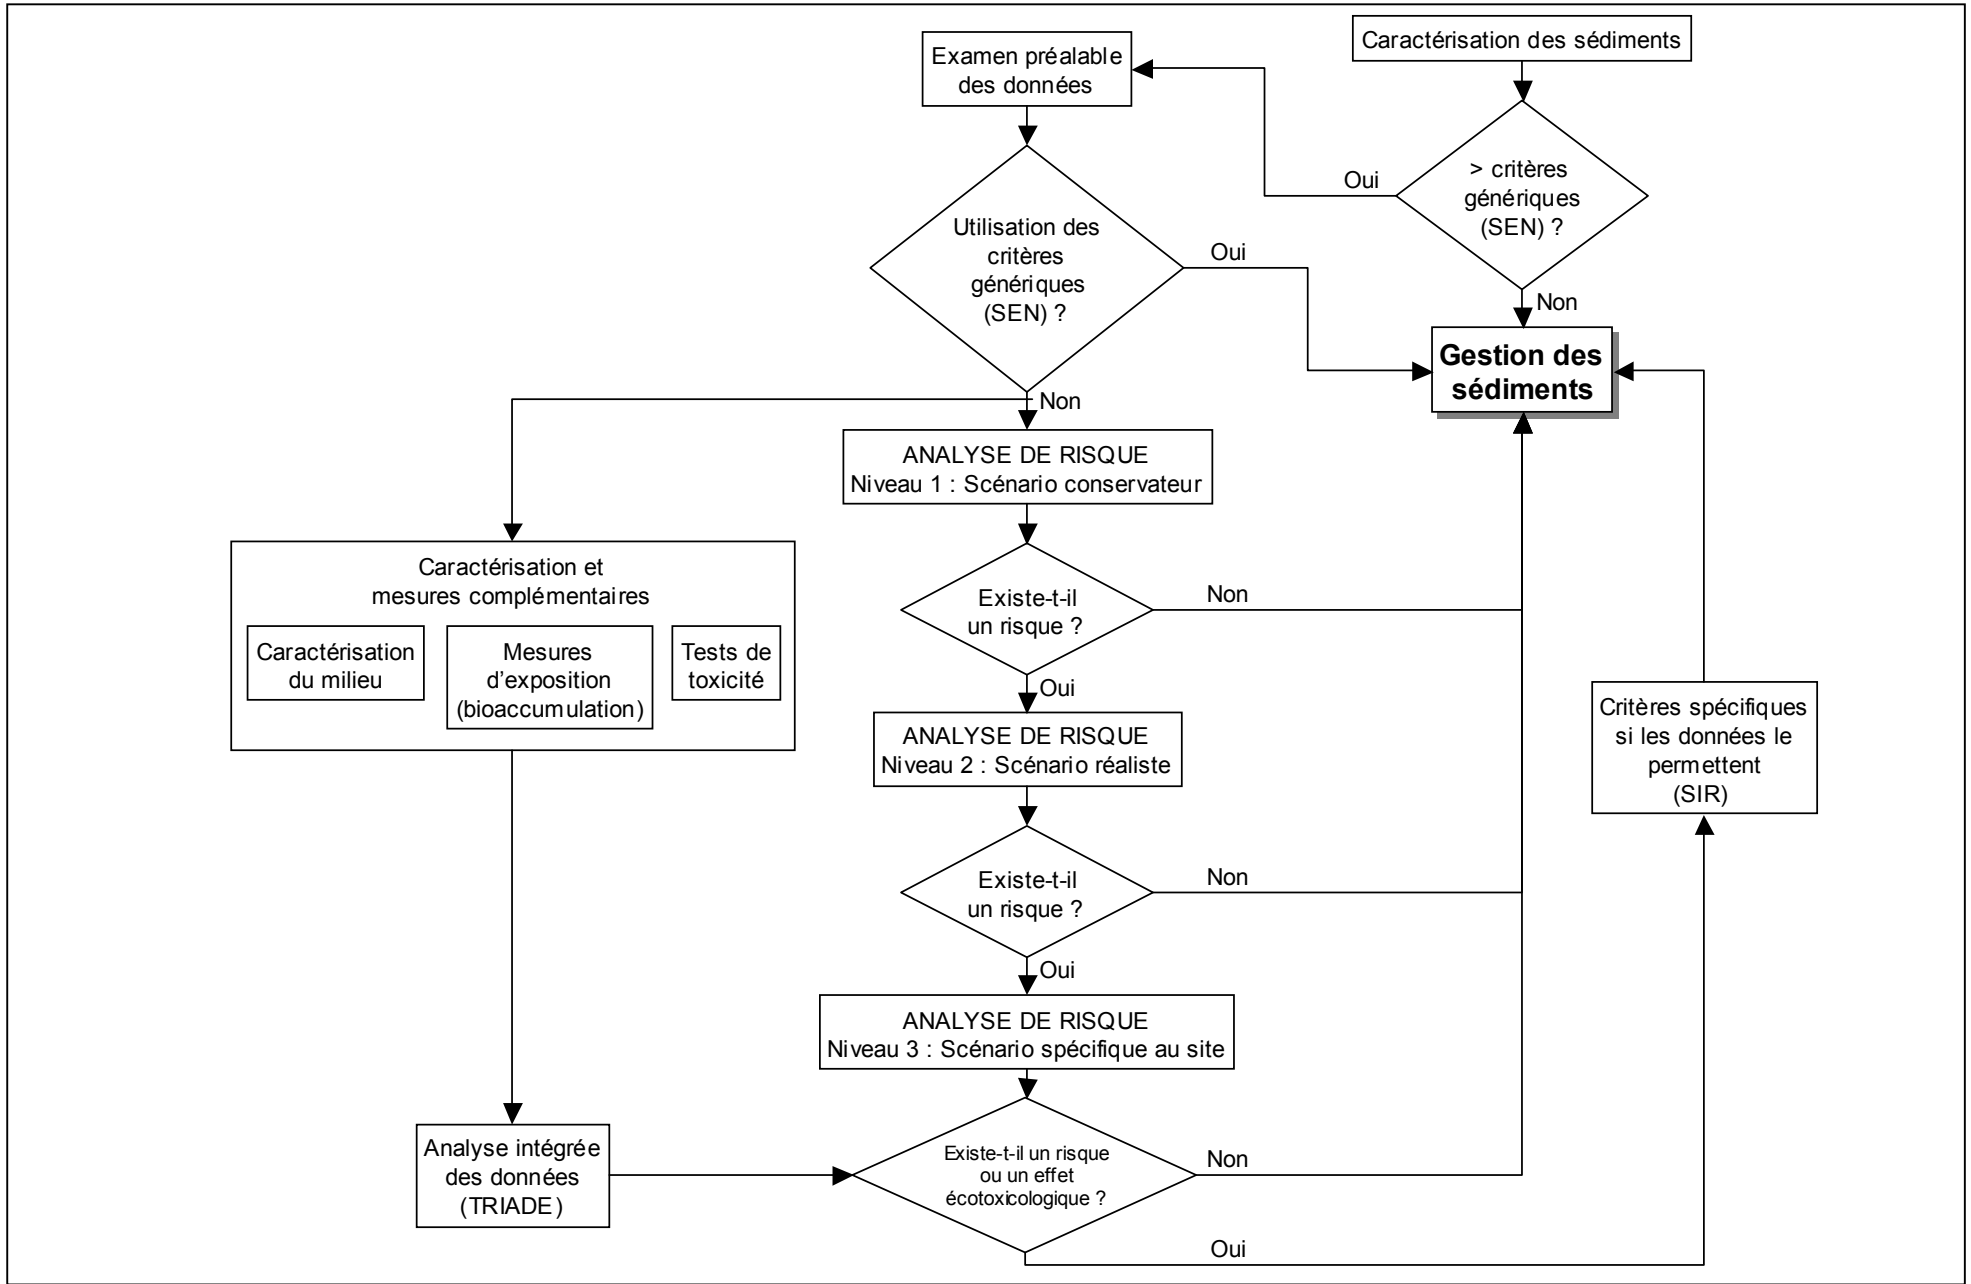 Caractérisation des sédiments
Examen préalable
des données
> critères
génériques
(SEN) ?
Oui
Utilisation des
critères
génériques
(SEN) ?
Oui
Non
Gestion des
sédiments
Non
ANALYSE DE RISQUE
Niveau 1 : Scénario conservateur
Caractérisation et
mesures complémentaires
Caractérisation
du milieu
Mesures
d'exposition
(bioaccumulation)
Tests de
toxicité
Existe-t-il
un risque ?
Non
Oui
ANALYSE DE RISQUE
Niveau 2 : Scénario réaliste
Critères spécifiques
si les données le
permettent
(SIR)
Existe-t-il
un risque ?
Non
Oui
ANALYSE DE RISQUE
Niveau 3 : Scénario spécifique au site
Analyse intégrée
des données
(TRIADE)
Existe-t-il un risque
ou un effet
écotoxicologique ?
Non
Oui